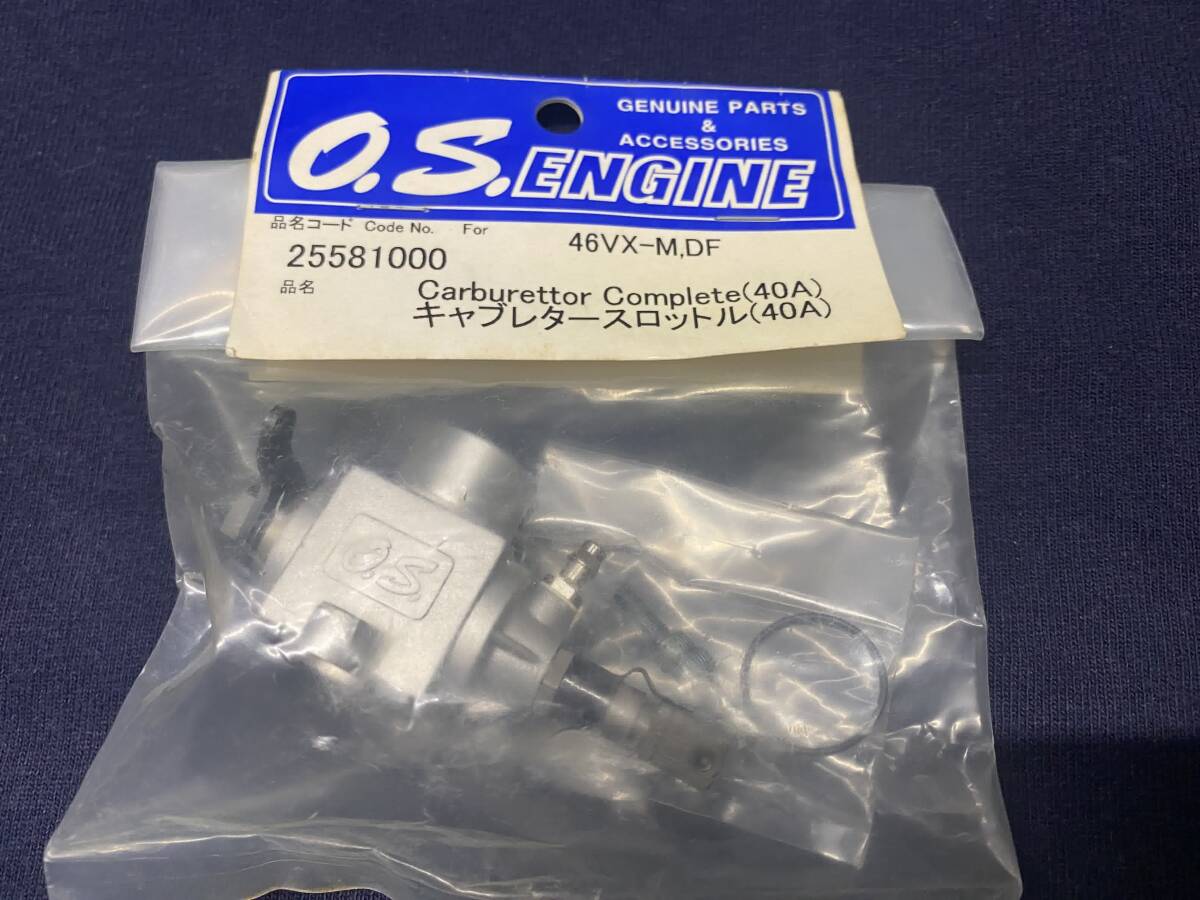 GENUINE PARTS
&
ACCESSORIES
O.S.ENGINE
品名コード Code No. For
25581000
46VX-M,DF
品名
Carburettor Complete(40A)
キャブレタースロットル(40A)
O.S.